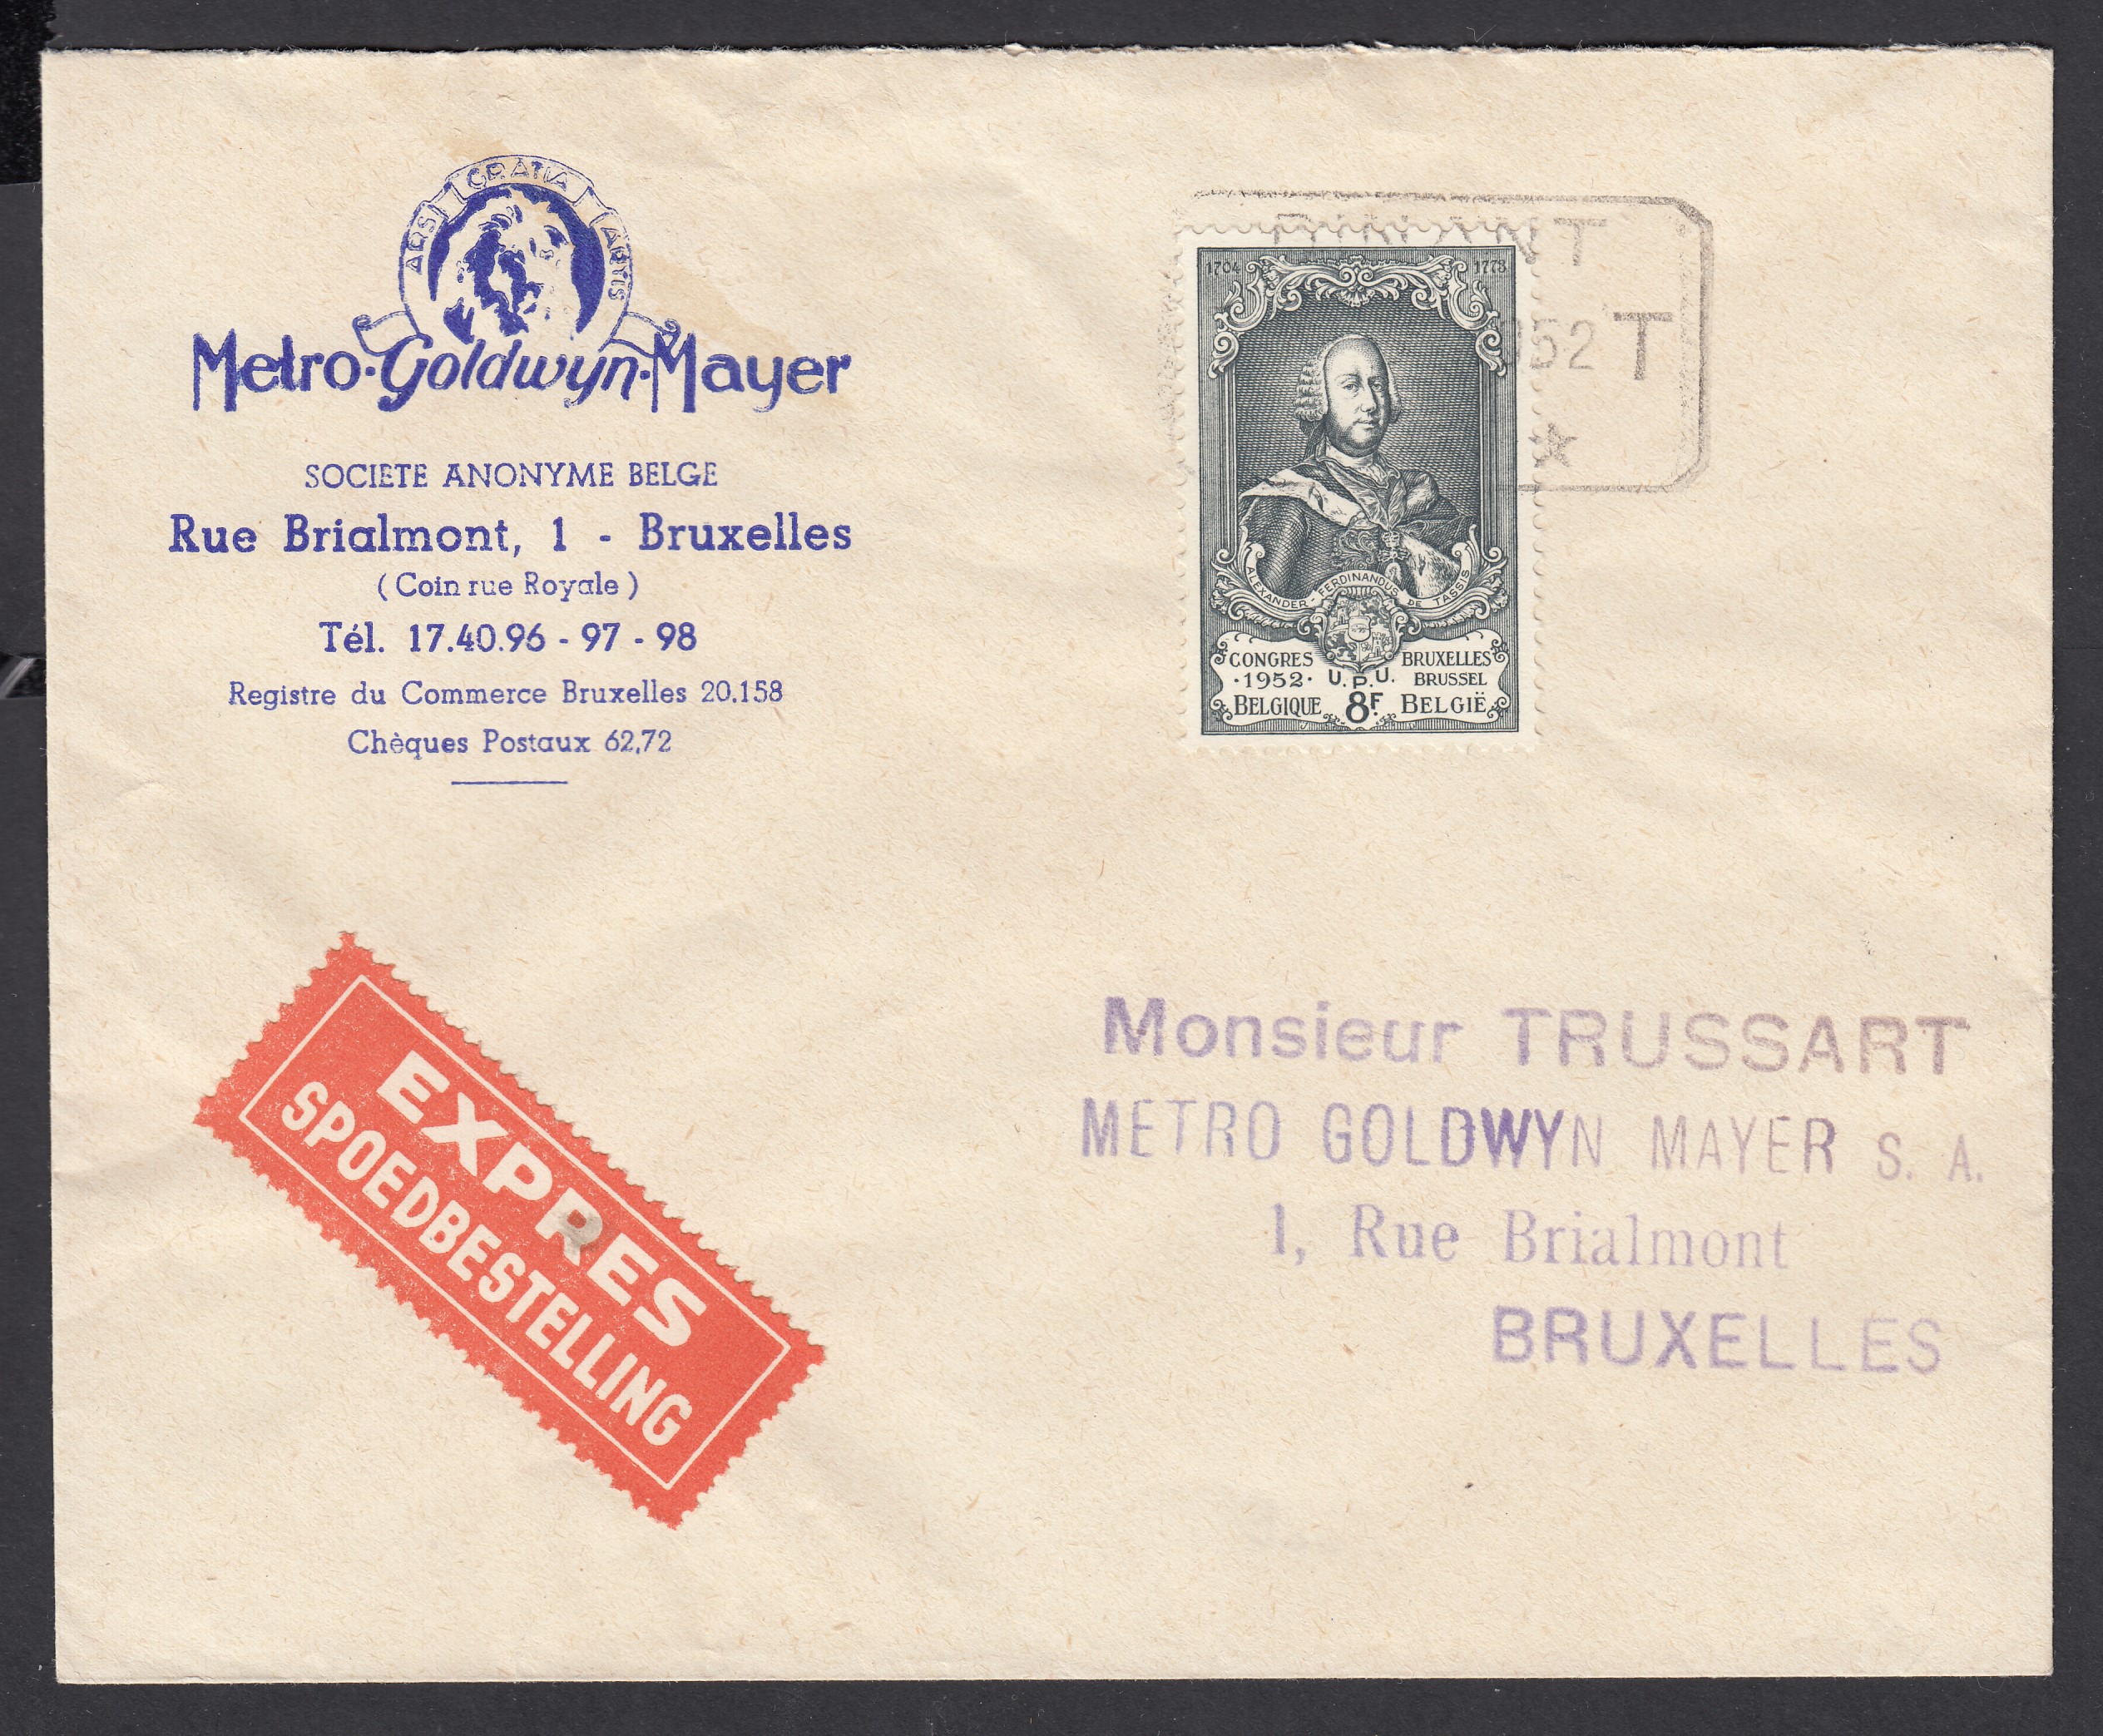 ARS GRATIA ARTIS
Metro-Goldwyn-Mayer
SOCIETE ANONYME BELGE
Rue Brialmont, 1 - Bruxelles
(Coin rue Royale)
Tél. 17.40.96 - 97 - 98
Registre du Commerce Bruxelles 20.158
Chèques Postaux 62,72
T
1704 1773
ALEXANDER - FERDINANDUS DE TASSIS
CONGRES BRUXELLES
·1952· U.P.U. BRUSSEL
BELGIQUE 8F. BELGIË
EXPRES
SPOEDBESTELLING
Monsieur TRUSSART
METRO GOLDWYN MAYER S. A.
1, Rue Brialmont
BRUXELLES